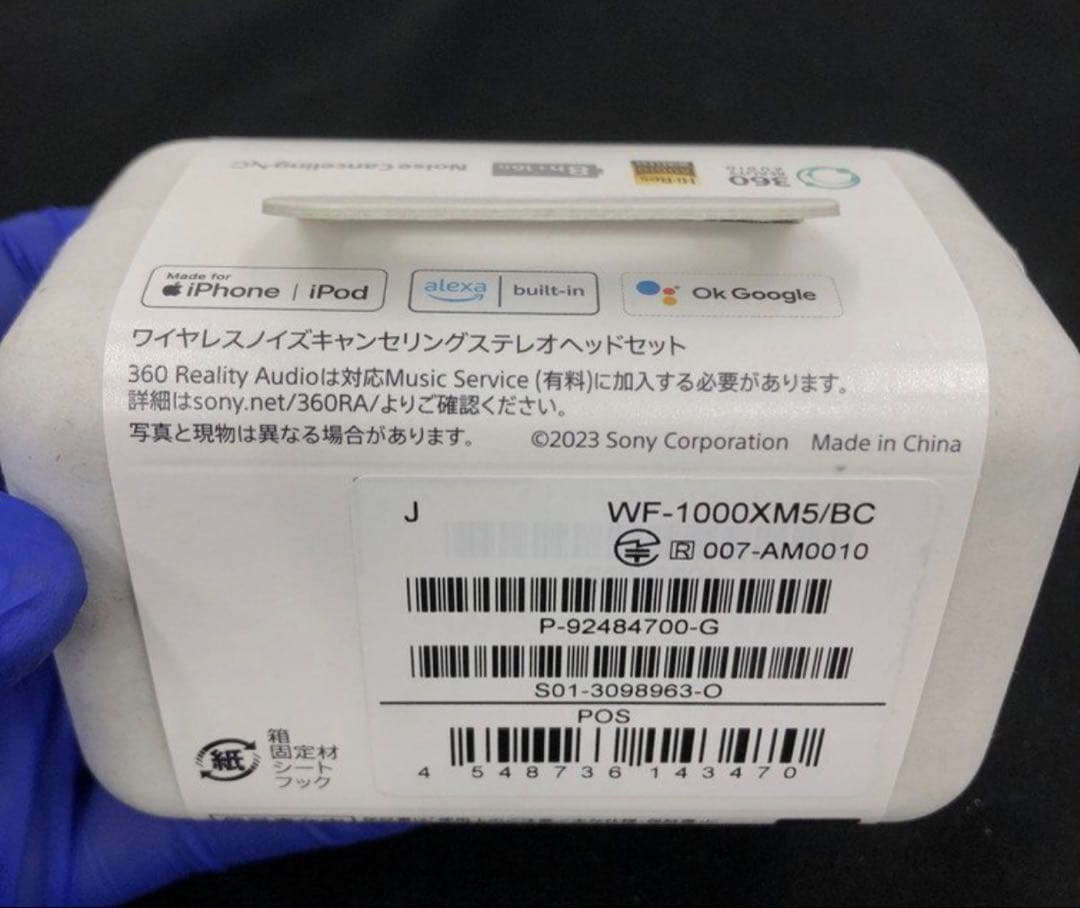 360
Hi-Res
AUDIO
8h+16h
Noise Canceling
Made for
iPhone | iPod
alexa built-in
Ok Google
ワイヤレスノイズキャンセリングステレオヘッドセット
360 Reality Audioは対応Music Service (有料)に加入する必要があります。
詳細はsony.net/360RA/よりご確認ください。
写真と現物は異なる場合があります。 ©2023 Sony Corporation Made in China
J WF-1000XM5/BC
R 007-AM0010
P-92484700-G
S01-3098963-O
POS
4 548736 143470
紙
箱
固定材
シート
フック